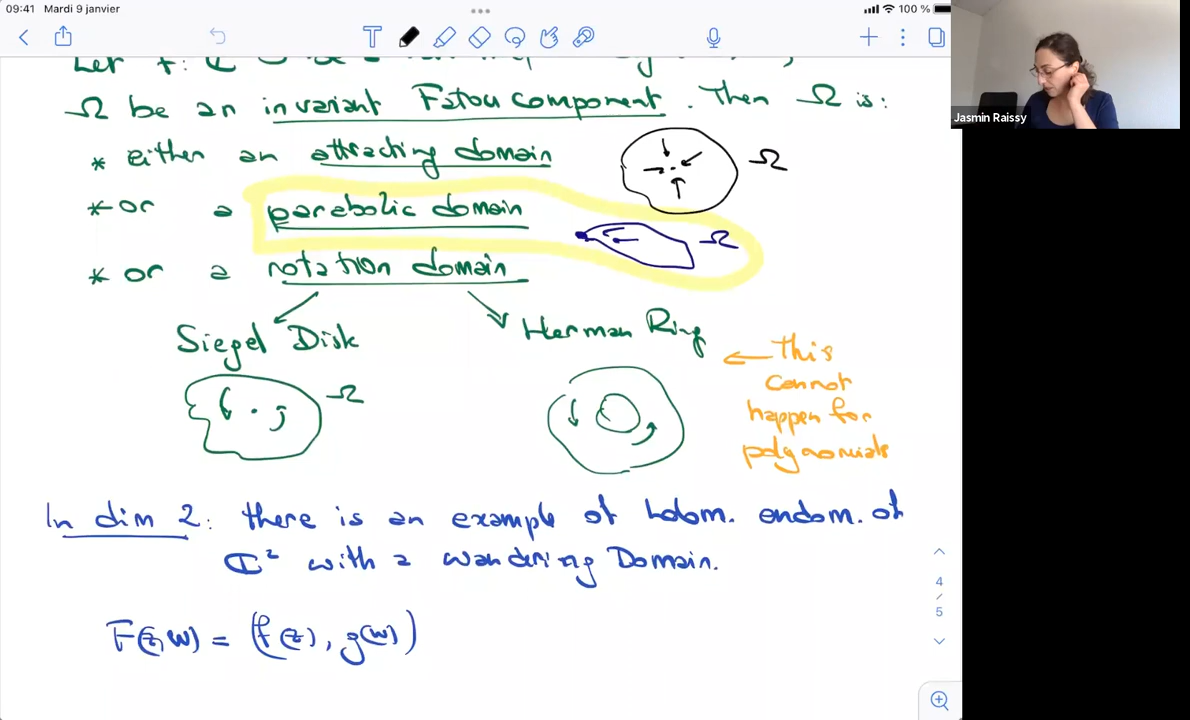 09:41 Mardi 9 janvier
100 %
Jasmin Raissy
Ω be an invariant Fatou component. Then Ω is:
* either an attracting domain
Ω
* or a parabolic domain
Ω
* or a rotation domain
Siegel Disk
Herman Ring
Ω
← this
cannot
happen for
polynomials
In dim 2: there is an example of holom. endom. of
ℂ² with a wandering Domain.
F(z,w) = (f(z), g(w))
4
/
5